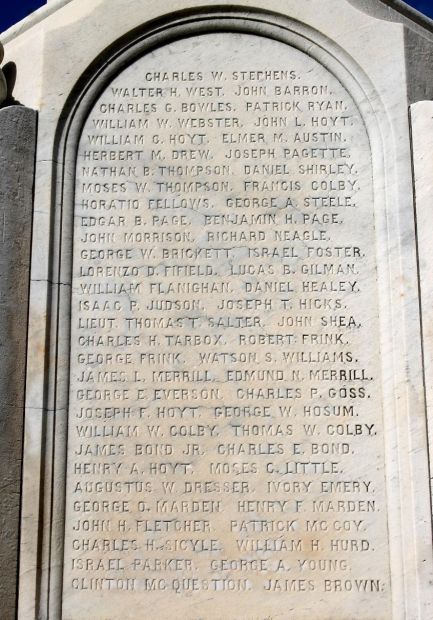 CHARLES W. STEPHENS.
WALTER H. WEST. JOHN BARRON.
CHARLES G. BOWLES. PATRICK RYAN.
WILLIAM W. WEBSTER. JOHN L. HOYT.
WILLIAM G. HOYT. ELMER M. AUSTIN.
HERBERT M. DREW. JOSEPH PAGETTE.
NATHAN B. THOMPSON. DANIEL SHIRLEY.
MOSES W. THOMPSON. FRANCIS COLBY.
HORATIO FELLOWS. GEORGE A. STEELE.
EDGAR B. PAGE. BENJAMIN H. PAGE.
JOHN MORRISON. RICHARD NEAGLE.
GEORGE W. BRICKETT. ISRAEL FOSTER.
LORENZO D. FIFIELD. LUCAS B. GILMAN.
WILLIAM FLANIGHAN. DANIEL HEALEY.
ISAAC P. JUDSON. JOSEPH T. HICKS.
LIEUT. THOMAS T. SALTER. JOHN SHEA.
CHARLES H. TARBOX. ROBERT FRINK.
GEORGE FRINK. WATSON S. WILLIAMS.
JAMES L. MERRILL. EDMUND N. MERRILL.
GEORGE E. EVERSON. CHARLES P. GOSS.
JOSEPH F. HOYT. GEORGE W. HOSUM.
WILLIAM W. COLBY. THOMAS W. COLBY.
JAMES BOND JR. CHARLES E. BOND.
HENRY A. HOYT. MOSES C. LITTLE.
AUGUSTUS W. DRESSER. IVORY EMERY.
GEORGE O. MARDEN. HENRY F. MARDEN.
JOHN H. FLETCHER. PATRICK MC COY.
CHARLES H. SICYLE. WILLIAM H. HURD.
ISRAEL PARKER. GEORGE A. YOUNG.
CLINTON MC QUESTION. JAMES BROWN.